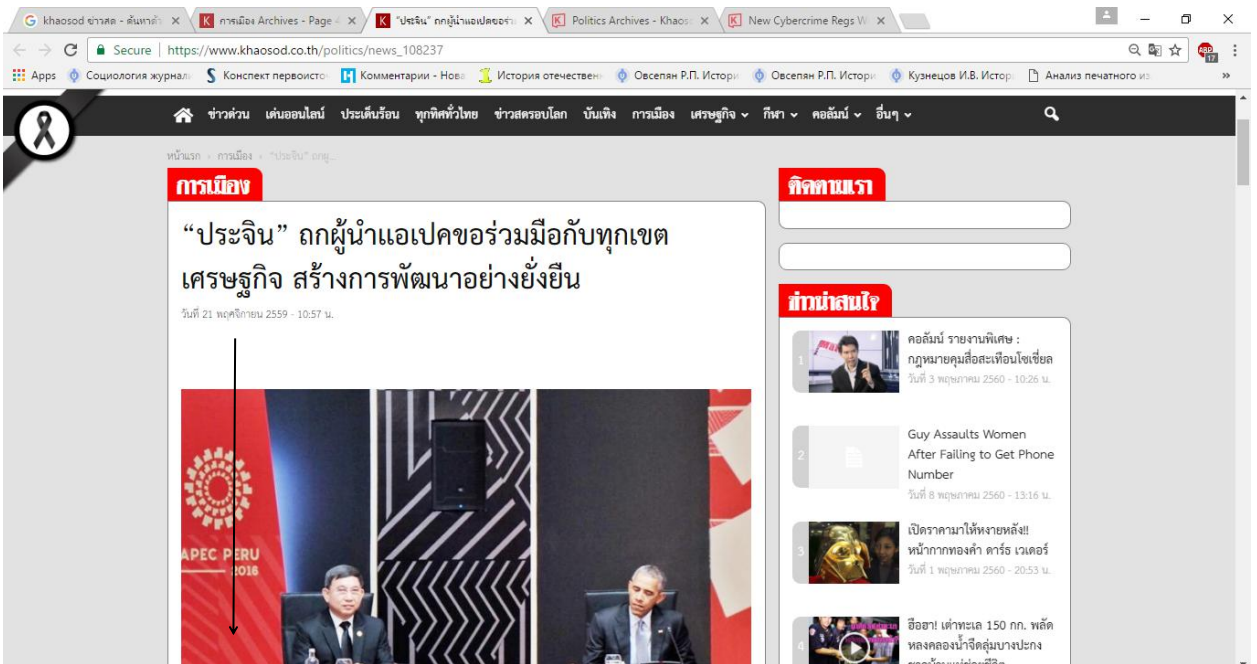 khaosod ข่าวสด - ค้นหาด้
การเมือง Archives - Page 4
"ประจิน" ถกผู้นำแอเปคขอร่ว
Politics Archives - Khaos
New Cybercrime Regs W
Secure | https://www.khaosod.co.th/politics/news_108237
ABP
17
Apps
Социология журнал
Конспект первоисто
Комментарии - Нова
История отечествен
Овсепян Р.П. Истори
Овсепян Р.П. Истори
Кузнецов И.В. Истор
Анализ печатного из
»
ข่าวด่วน เด่นออนไลน์ ประเด็นร้อน ทุกทิศทั่วไทย ข่าวสดรอบโลก บันเทิง การเมือง เศรษฐกิจ กีฬา คอลัมน์ อื่นๆ
หน้าแรก › การเมือง › "ประจิน" ถกผู...
การเมือง
“ประจิน” ถกผู้นำแอเปคขอร่วมมือกับทุกเขต
เศรษฐกิจ สร้างการพัฒนาอย่างยั่งยืน
วันที่ 21 พฤศจิกายน 2559 - 10:57 น.
APEC PERU
2016
ติดตามเรา
ข่าวน่าสนใจ
1
คอลัมน์ รายงานพิเศษ :
กฎหมายคุมสื่อสะเทือนโซเชี่ยล
วันที่ 3 พฤษภาคม 2560 - 10:26 น.
2
Guy Assaults Women
After Failing to Get Phone
Number
วันที่ 8 พฤษภาคม 2560 - 13:16 น.
3
เปิดราคามาให้หงายหลัง!!
หน้ากากทองคำ ดาร์ธ เวเดอร์
วันที่ 1 พฤษภาคม 2560 - 20:53 น.
4
ฮือฮา! เต่าทะเล 150 กก. พลัด
หลงคลองน้ำจืดลุ่มบางปะกง